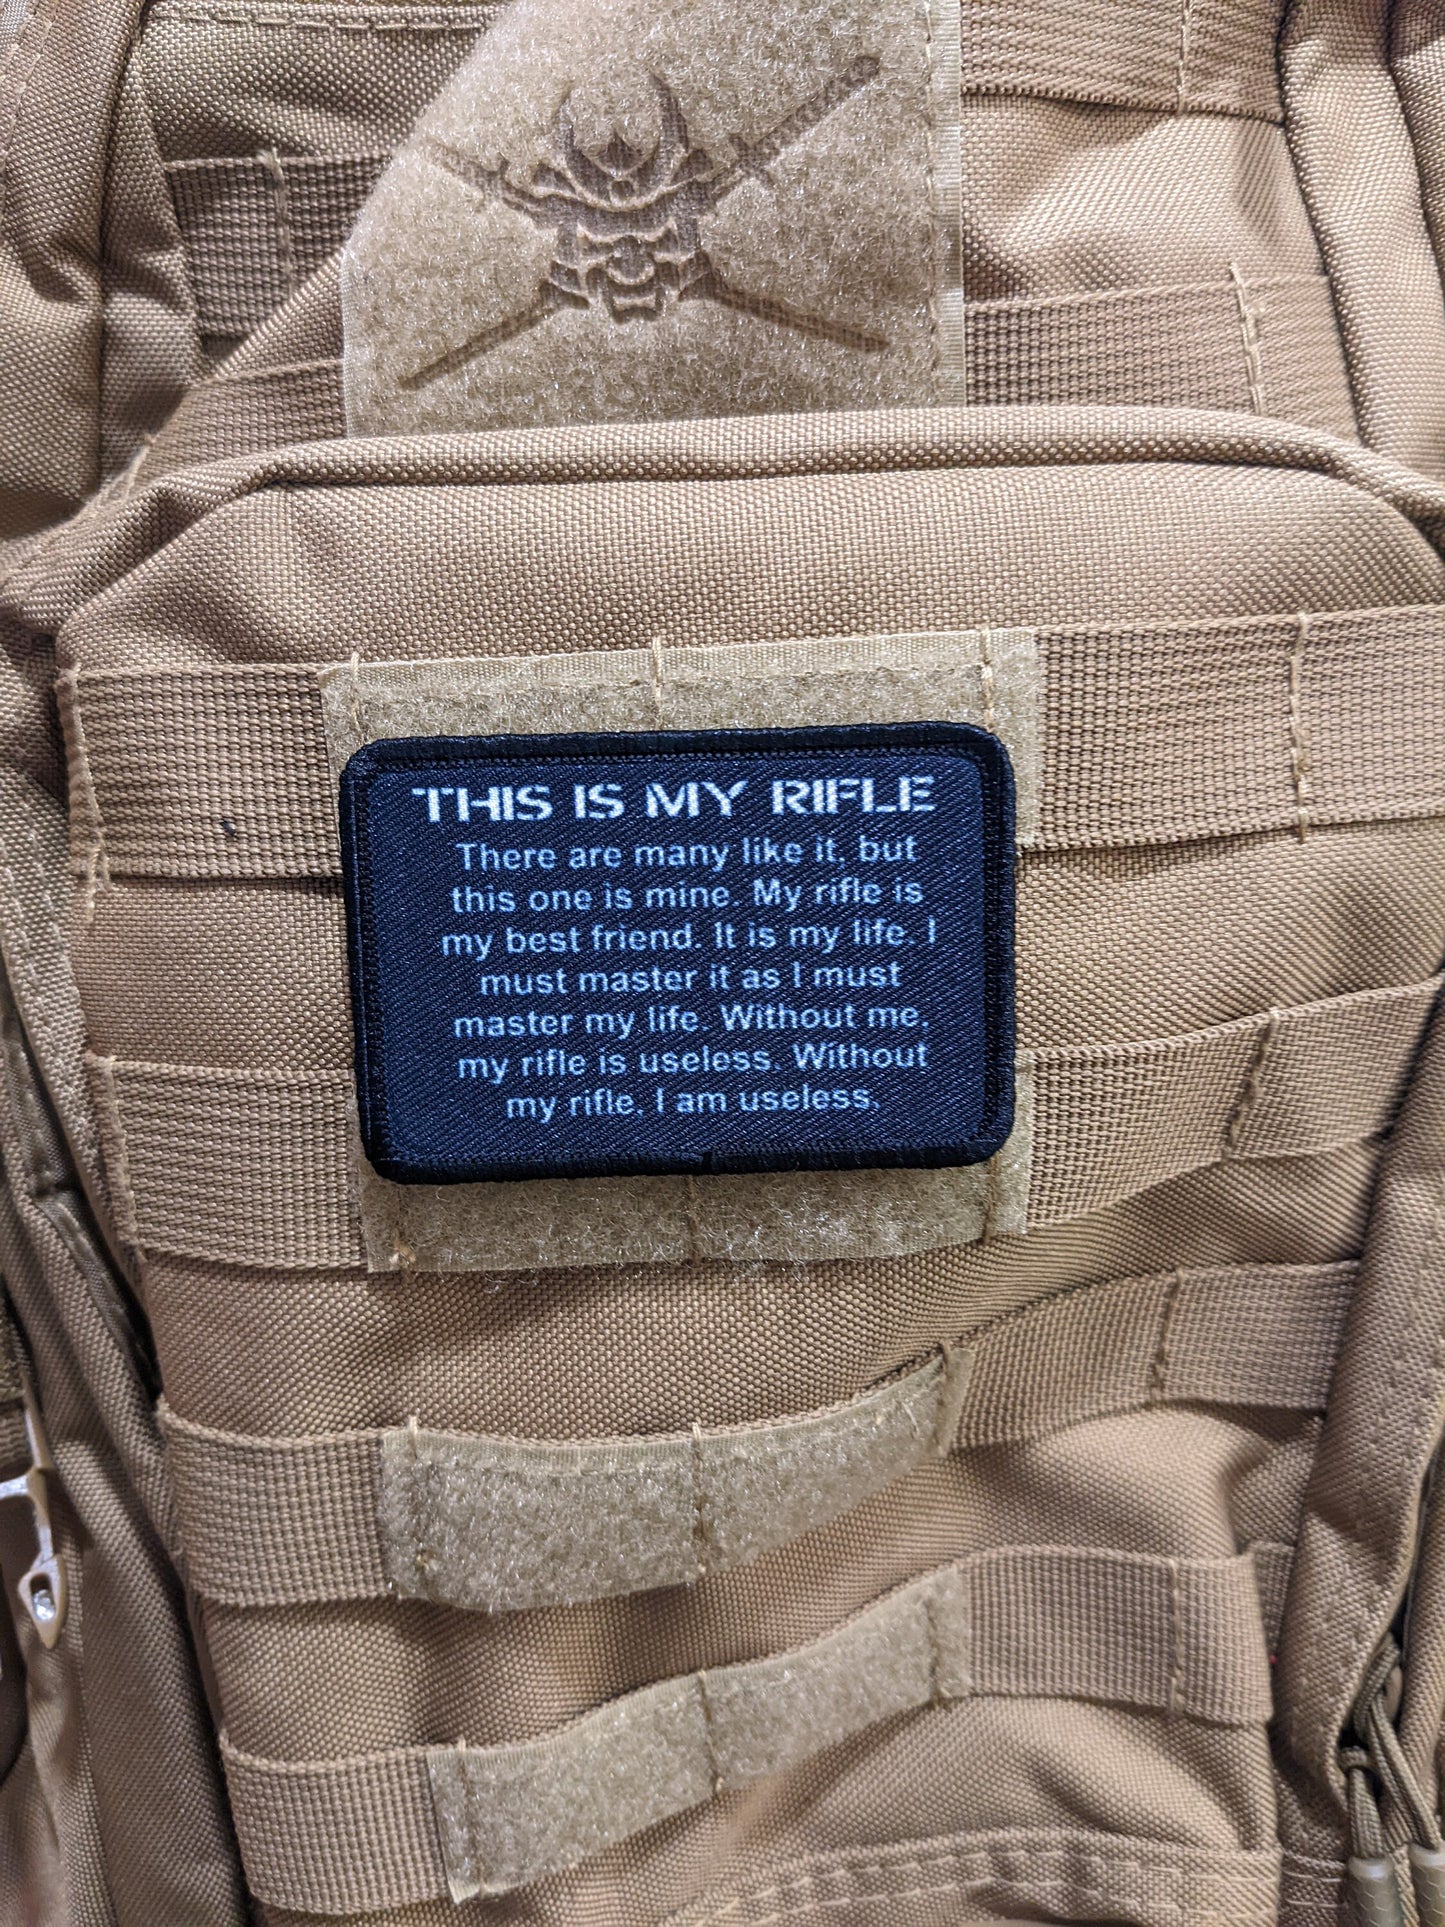 THIS IS MY RIFLE
There are many like it, but
this one is mine. My rifle is
my best friend. It is my life. I
must master it as I must
master my life. Without me,
my rifle is useless. Without
my rifle, I am useless.